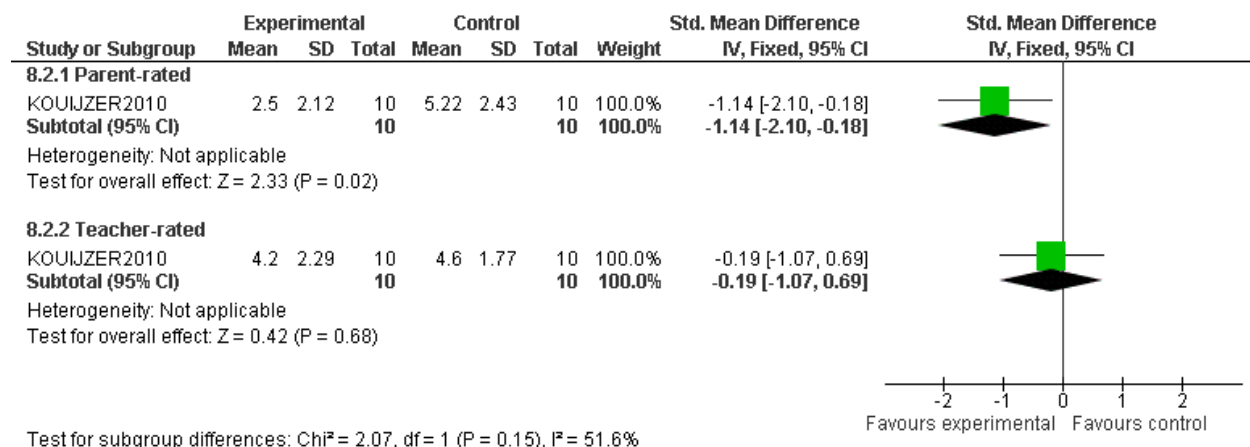 Experimental Control Std. Mean Difference Std. Mean Difference
Study or Subgroup Mean SD Total Mean SD Total Weight IV, Fixed, 95% CI IV, Fixed, 95% CI
8.2.1 Parent-rated
KOUIJZER2010 2.5 2.12 10 5.22 2.43 10 100.0% -1.14 [-2.10, -0.18]
Subtotal (95% CI) 10 10 100.0% -1.14 [-2.10, -0.18]
Heterogeneity: Not applicable
Test for overall effect: Z = 2.33 (P = 0.02)
8.2.2 Teacher-rated
KOUIJZER2010 4.2 2.29 10 4.6 1.77 10 100.0% -0.19 [-1.07, 0.69]
Subtotal (95% CI) 10 10 100.0% -0.19 [-1.07, 0.69]
Heterogeneity: Not applicable
Test for overall effect: Z = 0.42 (P = 0.68)
-2 -1 0 1 2
Favours experimental Favours control
Test for subgroup differences: Chi² = 2.07, df = 1 (P = 0.15), I² = 51.6%